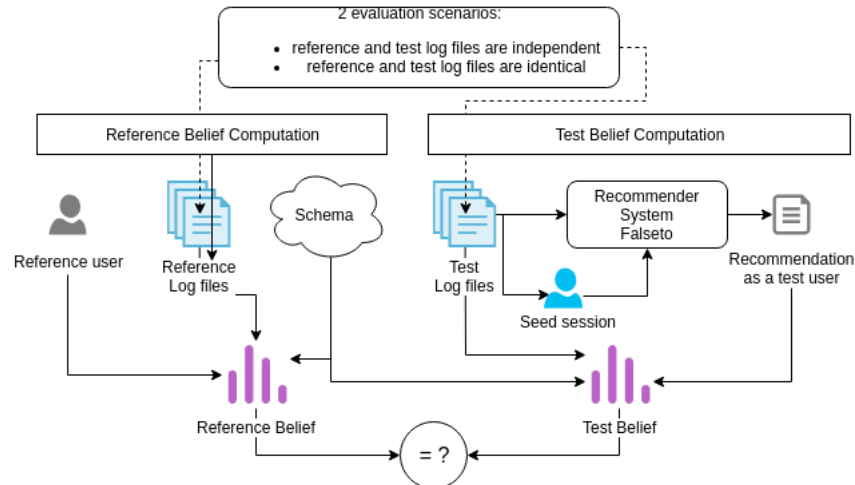 2 evaluation scenarios:
• reference and test log files are independent
• reference and test log files are identical
Reference Belief Computation
Test Belief Computation
Reference user
Reference
Log files
Schema
Test
Log files
Recommender
System
Falseto
Recommendation
as a test user
Seed session
Reference Belief
Test Belief
= ?